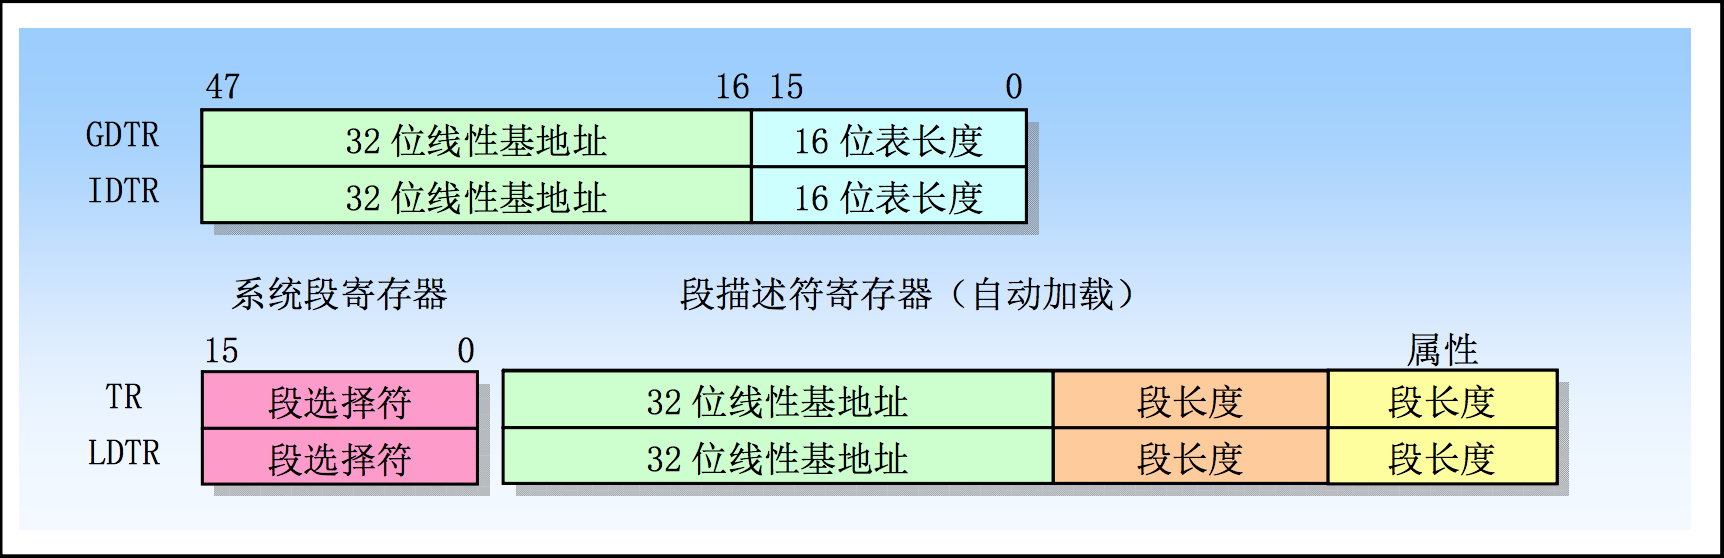 47 16 15 0
GDTR 32 位线性基地址 16 位表长度
IDTR 32 位线性基地址 16 位表长度
系统段寄存器 段描述符寄存器（自动加载）
15 0 属性
TR 段选择符 32 位线性基地址 段长度 段长度
LDTR 段选择符 32 位线性基地址 段长度 段长度